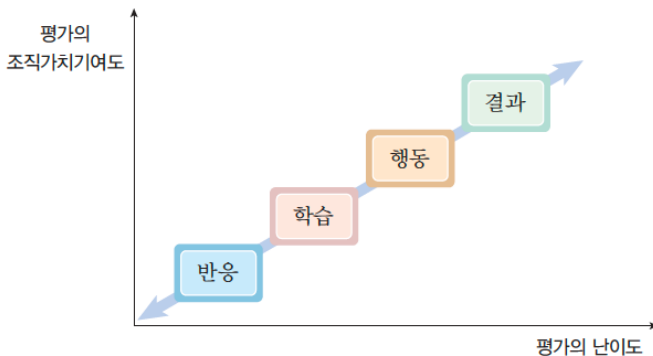 평가의
조직가치기여도
결과
행동
학습
반응
평가의 난이도